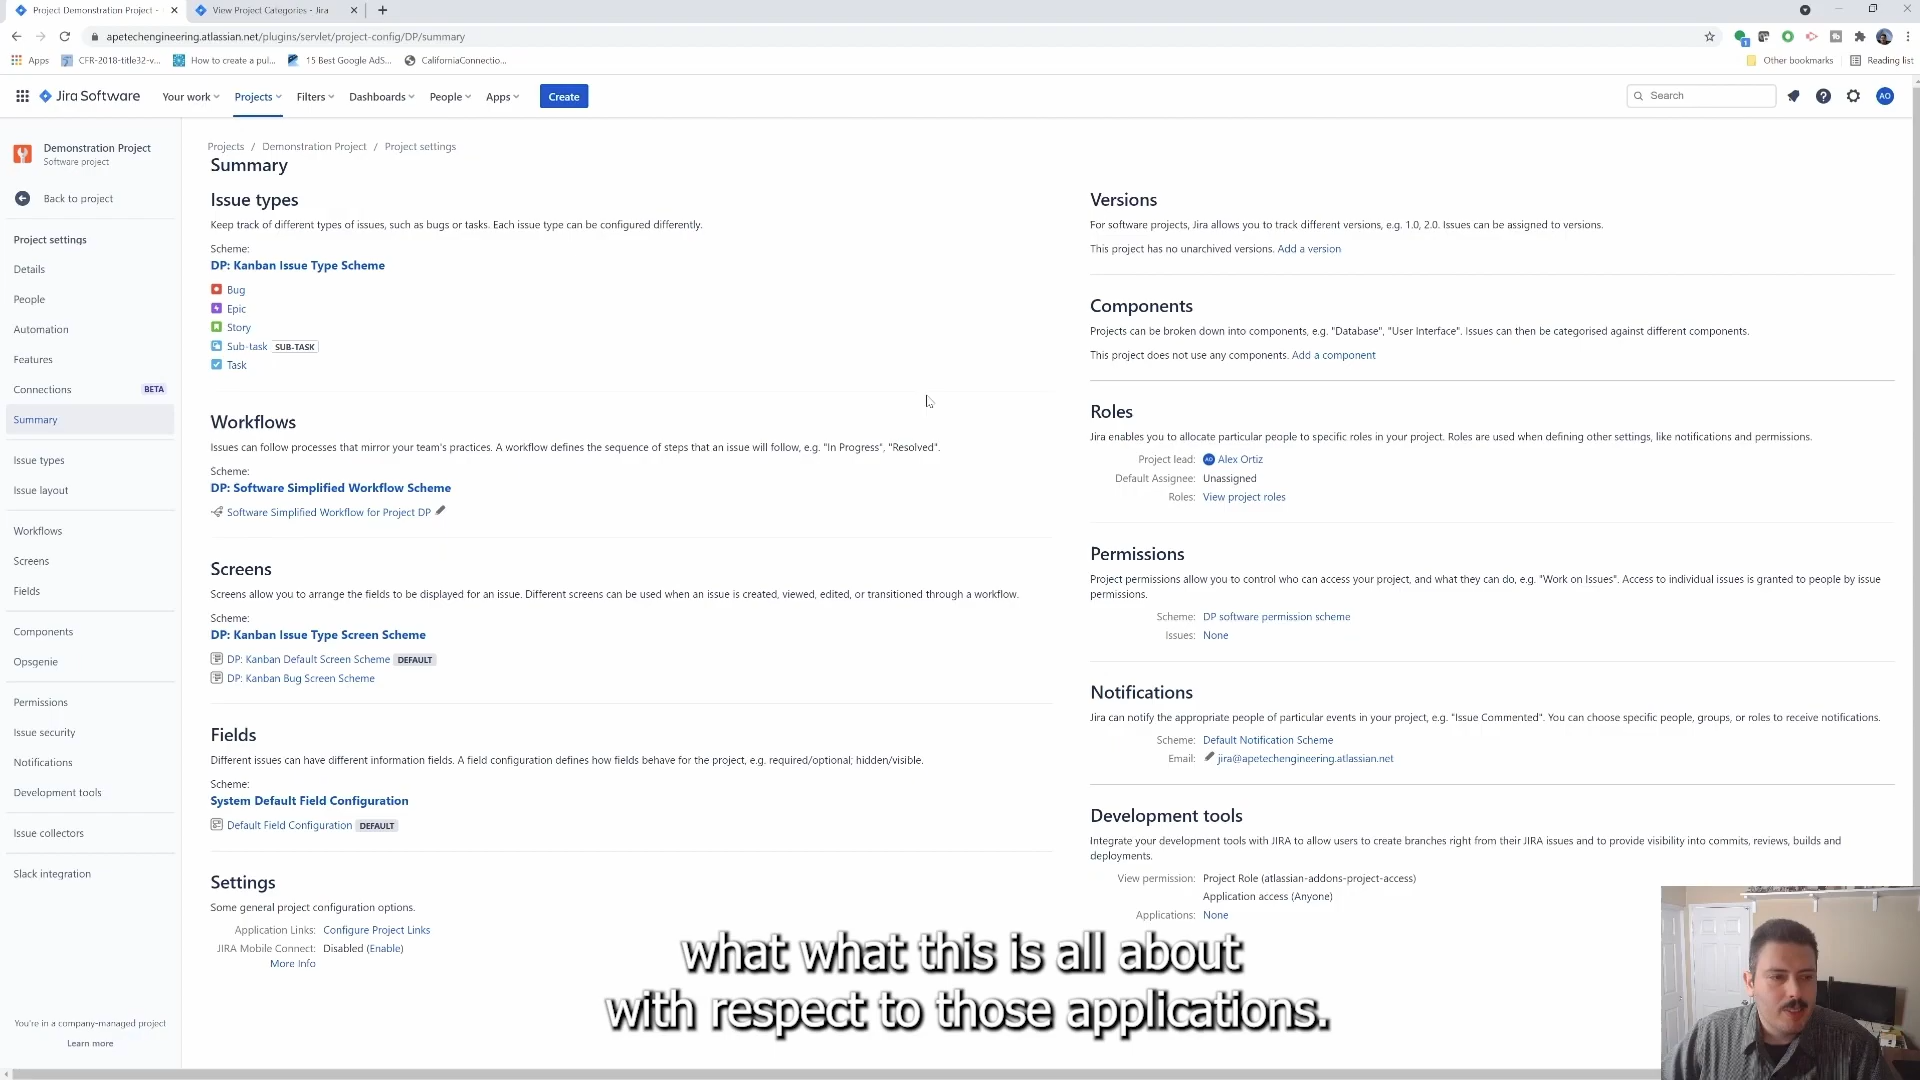 Project Demonstration Project -
View Project Categories - Jira
apetechengineering.atlassian.net/plugins/servlet/project-config/DP/summary
Apps
CFR-2018-title32-v...
How to create a pul...
15 Best Google AdS...
CaliforniaConnectio...
Other bookmarks
Reading list
Jira Software
Your work
Projects
Filters
Dashboards
People
Apps
Create
Search
AO
Demonstration Project
Software project
Back to project
Project settings
Details
People
Automation
Features
Connections BETA
Summary
Issue types
Issue layout
Workflows
Screens
Fields
Components
Opsgenie
Permissions
Issue security
Notifications
Development tools
Issue collectors
Slack integration
You're in a company-managed project
Learn more
Projects / Demonstration Project / Project settings
Summary
Issue types
Keep track of different types of issues, such as bugs or tasks. Each issue type can be configured differently.
Scheme:
DP: Kanban Issue Type Scheme
Bug
Epic
Story
Sub-task SUB-TASK
Task
Workflows
Issues can follow processes that mirror your team's practices. A workflow defines the sequence of steps that an issue will follow, e.g. "In Progress", "Resolved".
Scheme:
DP: Software Simplified Workflow Scheme
Software Simplified Workflow for Project DP
Screens
Screens allow you to arrange the fields to be displayed for an issue. Different screens can be used when an issue is created, viewed, edited, or transitioned through a workflow.
Scheme:
DP: Kanban Issue Type Screen Scheme
DP: Kanban Default Screen Scheme DEFAULT
DP: Kanban Bug Screen Scheme
Fields
Different issues can have different information fields. A field configuration defines how fields behave for the project, e.g. required/optional; hidden/visible.
Scheme:
System Default Field Configuration
Default Field Configuration DEFAULT
Settings
Some general project configuration options.
Application Links: Configure Project Links
JIRA Mobile Connect: Disabled (Enable)
More Info
Versions
For software projects, Jira allows you to track different versions, e.g. 1.0, 2.0. Issues can be assigned to versions.
This project has no unarchived versions. Add a version
Components
Projects can be broken down into components, e.g. "Database", "User Interface". Issues can then be categorised against different components.
This project does not use any components. Add a component
Roles
Jira enables you to allocate particular people to specific roles in your project. Roles are used when defining other settings, like notifications and permissions.
Project lead: AO Alex Ortiz
Default Assignee: Unassigned
Roles: View project roles
Permissions
Project permissions allow you to control who can access your project, and what they can do, e.g. "Work on Issues". Access to individual issues is granted to people by issue
permissions.
Scheme: DP software permission scheme
Issues: None
Notifications
Jira can notify the appropriate people of particular events in your project, e.g. "Issue Commented". You can choose specific people, groups, or roles to receive notifications.
Scheme: Default Notification Scheme
Email: jira@apetechengineering.atlassian.net
Development tools
Integrate your development tools with JIRA to allow users to create branches right from their JIRA issues and to provide visibility into commits, reviews, builds and
deployments.
View permission: Project Role (atlassian-addons-project-access)
Application access (Anyone)
Applications: None
what what this is all about
with respect to those applications.